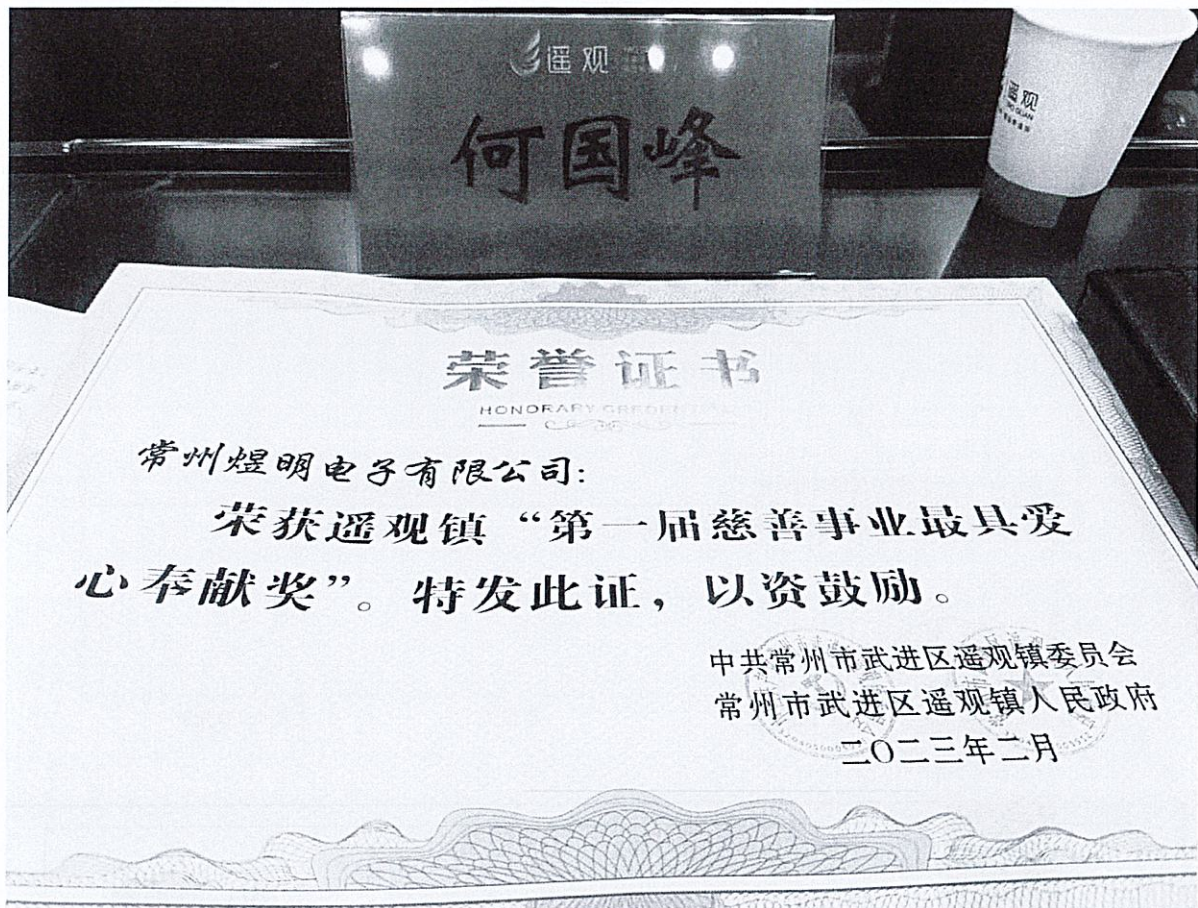 遥观
何国峰
遥观
荣誉证书
HONORARY CREDENTIAL
常州煜明电子有限公司:
荣获遥观镇“第一届慈善事业最具爱
心奉献奖”。特发此证，以资鼓励。
中共常州市武进区遥观镇委员会
常州市武进区遥观镇人民政府
二〇二三年二月